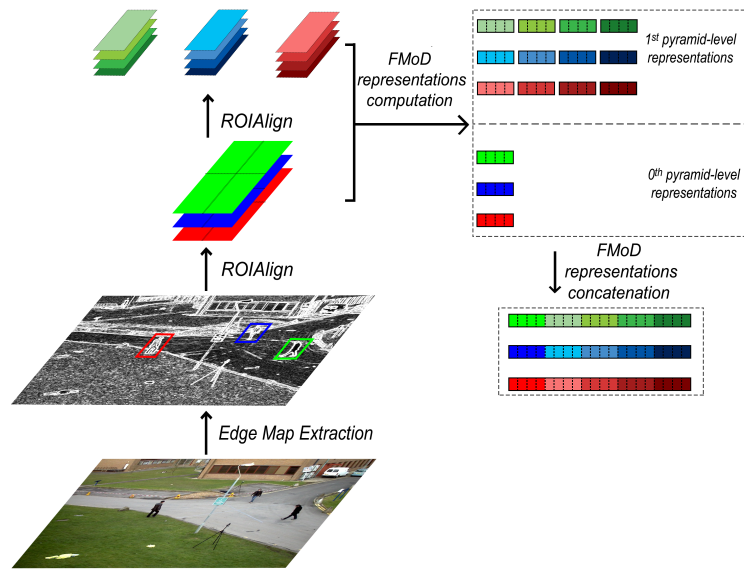 FMoD
representations
computation
1st pyramid-level
representations
ROIAlign
0th pyramid-level
representations
ROIAlign
FMoD
representations
concatenation
Edge Map Extraction